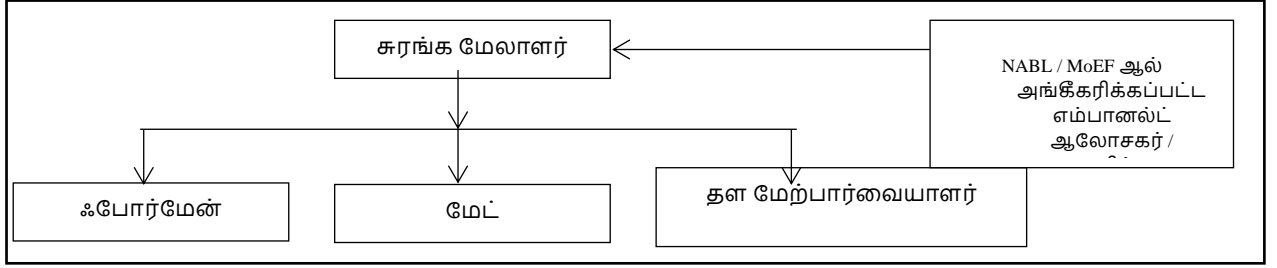 சுரங்க மேலாளர்
NABL / MoEF ஆல்
அங்கீகரிக்கப்பட்ட
எம்பானல்ட்
ஆலோசகர் /
ஃபோர்மேன்
மேட்
தள மேற்பார்வையாளர்